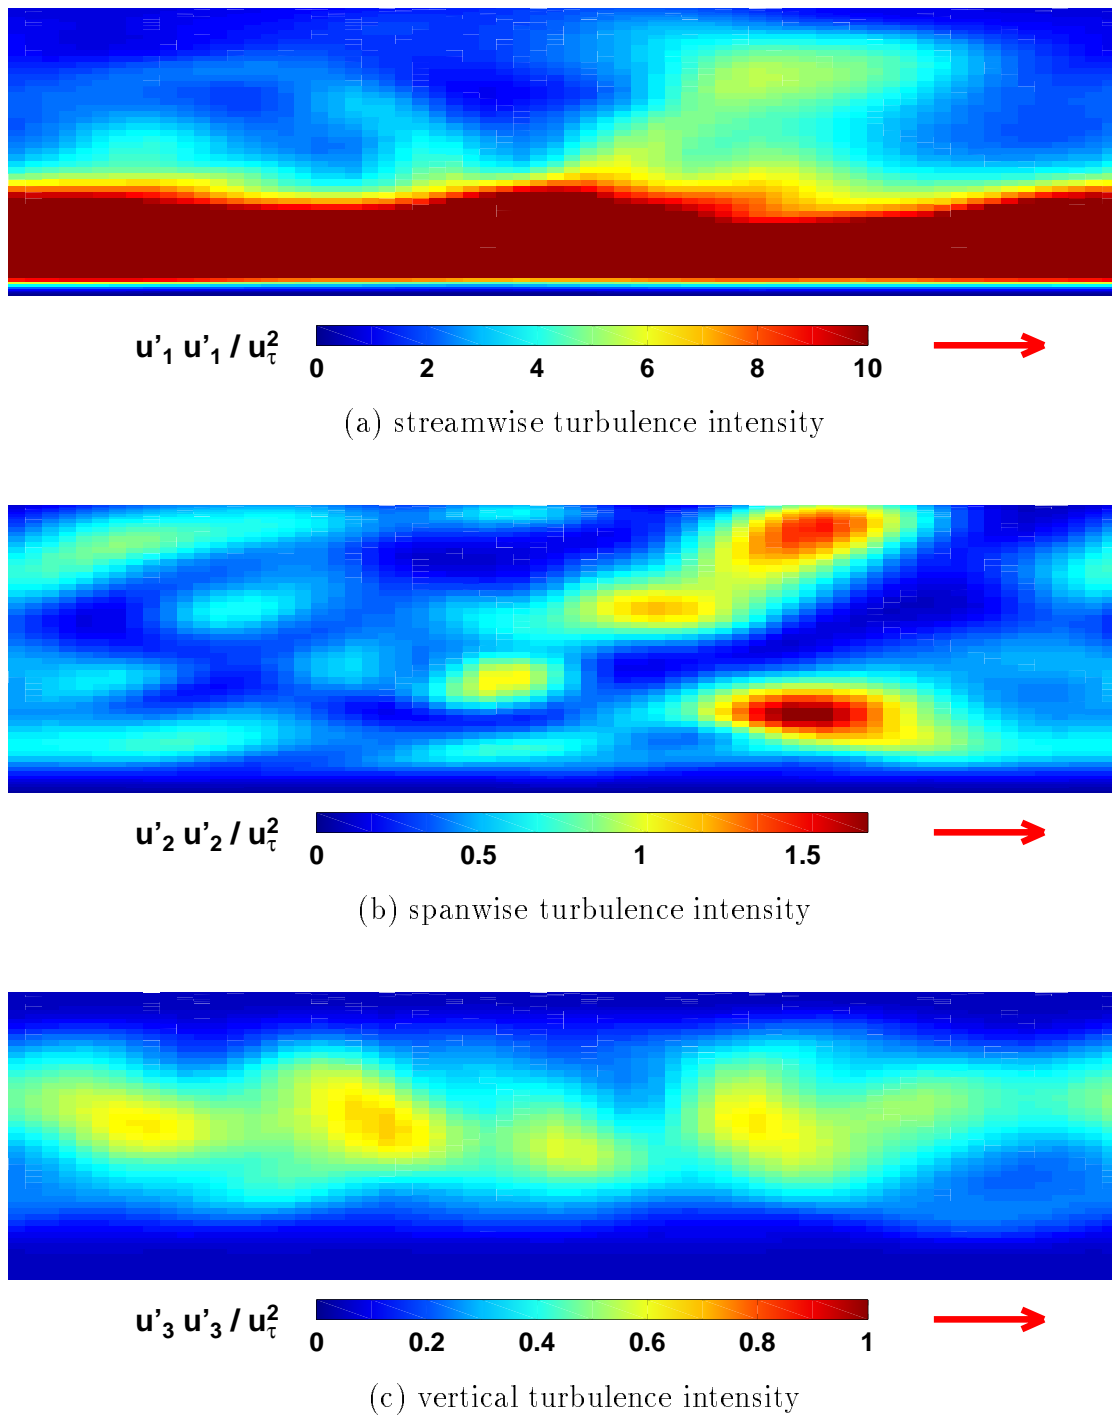 u'₁ u'₁ / u²τ
0 2 4 6 8 10
(a) streamwise turbulence intensity
u'₂ u'₂ / u²τ
0 0.5 1 1.5
(b) spanwise turbulence intensity
u'₃ u'₃ / u²τ
0 0.2 0.4 0.6 0.8 1
(c) vertical turbulence intensity